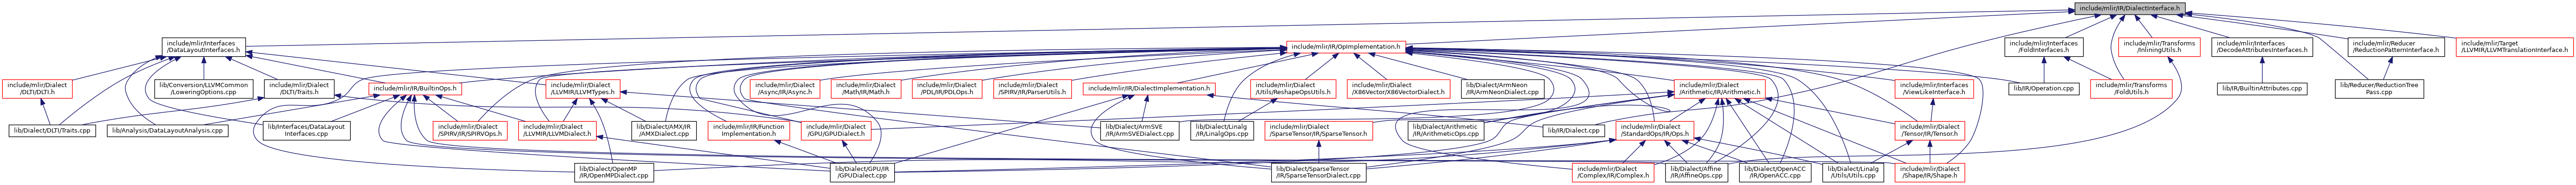 include/mlir/IR/DialectInterface.h
include/mlir/Interfaces
/DataLayoutInterfaces.h
include/mlir/IR/OpImplementation.h
include/mlir/Interfaces
/FoldInterfaces.h
include/mlir/Transforms
/InliningUtils.h
include/mlir/Interfaces
/DecodeAttributesInterfaces.h
include/mlir/Reducer
/ReductionPatternInterface.h
include/mlir/Target
/LLVMIR/LLVMTranslationInterface.h
include/mlir/Dialect
/DLTI/DLTI.h
lib/Conversion/LLVMCommon
/LoweringOptions.cpp
include/mlir/Dialect
/DLTI/Traits.h
include/mlir/IR/BuiltinOps.h
include/mlir/Dialect
/LLVMIR/LLVMTypes.h
include/mlir/Dialect
/Async/IR/Async.h
include/mlir/Dialect
/Math/IR/Math.h
include/mlir/Dialect
/PDL/IR/PDLOps.h
include/mlir/Dialect
/SPIRV/IR/ParserUtils.h
include/mlir/IR/DialectImplementation.h
include/mlir/Dialect
/Utils/ReshapeOpsUtils.h
include/mlir/Dialect
/X86Vector/X86VectorDialect.h
lib/Dialect/ArmNeon
/IR/ArmNeonDialect.cpp
include/mlir/Dialect
/Arithmetic/IR/Arithmetic.h
include/mlir/Interfaces
/ViewLikeInterface.h
lib/IR/Operation.cpp
include/mlir/Transforms
/FoldUtils.h
lib/IR/BuiltinAttributes.cpp
lib/Reducer/ReductionTree
Pass.cpp
lib/Dialect/DLTI/Traits.cpp
lib/Analysis/DataLayoutAnalysis.cpp
lib/Interfaces/DataLayout
Interfaces.cpp
include/mlir/Dialect
/SPIRV/IR/SPIRVOps.h
include/mlir/Dialect
/LLVMIR/LLVMDialect.h
lib/Dialect/AMX/IR
/AMXDialect.cpp
include/mlir/IR/Function
Implementation.h
include/mlir/Dialect
/GPU/GPUDialect.h
lib/Dialect/ArmSVE
/IR/ArmSVEDialect.cpp
lib/Dialect/Linalg
/IR/LinalgOps.cpp
include/mlir/Dialect
/SparseTensor/IR/SparseTensor.h
lib/Dialect/Arithmetic
/IR/ArithmeticOps.cpp
lib/IR/Dialect.cpp
include/mlir/Dialect
/StandardOps/IR/Ops.h
include/mlir/Dialect
/Tensor/IR/Tensor.h
lib/Dialect/OpenMP
/IR/OpenMPDialect.cpp
lib/Dialect/GPU/IR
/GPUDialect.cpp
lib/Dialect/SparseTensor
/IR/SparseTensorDialect.cpp
include/mlir/Dialect
/Complex/IR/Complex.h
lib/Dialect/Affine
/IR/AffineOps.cpp
lib/Dialect/OpenACC
/IR/OpenACC.cpp
lib/Dialect/Linalg
/Utils/Utils.cpp
include/mlir/Dialect
/Shape/IR/Shape.h